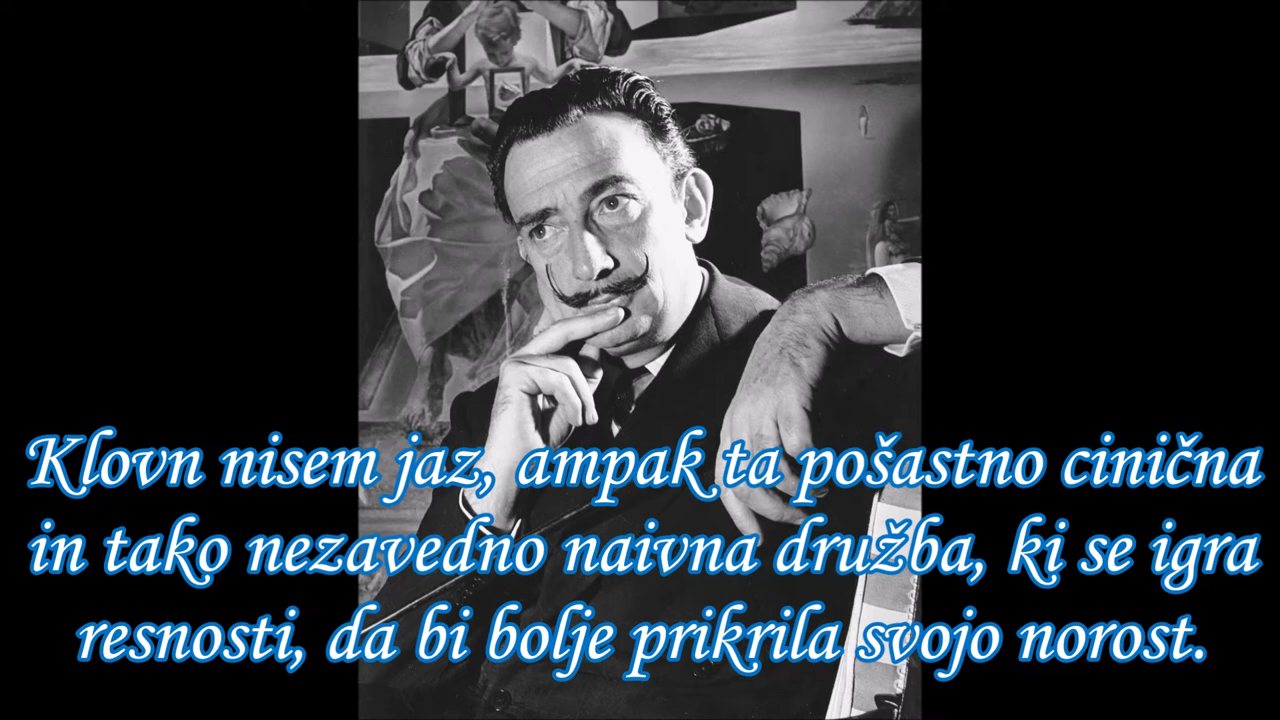 Klovn nisem jaz, ampak ta pošastno cinična
in tako nezavedno naivna družba, ki se igra
resnosti, da bi bolje prikrila svojo norost.